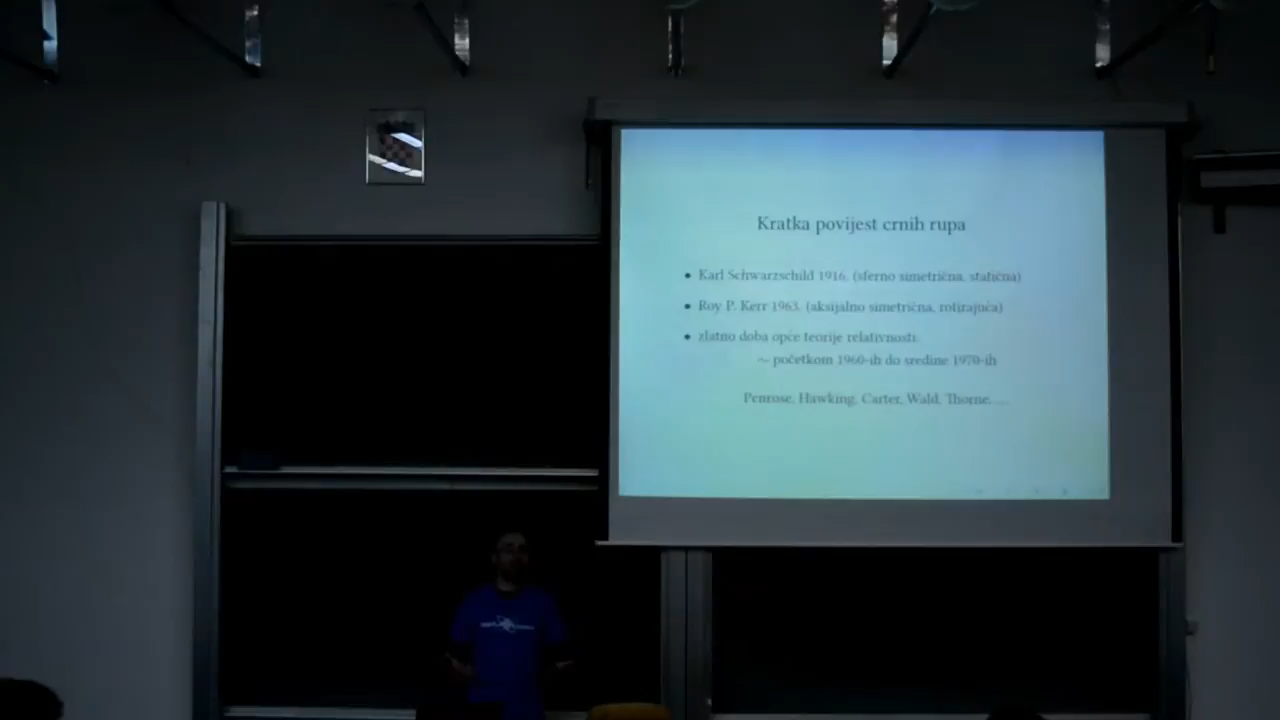 Kratka povijest crnih rupa
• Karl Schwarzschild 1916. (sferno simetrična, statična)
• Roy P. Kerr 1963. (aksijalno simetrična, rotirajuća)
• zlatno doba opće teorije relativnosti
~ početkom 1960-ih do sredine 1970-ih
Penrose, Hawking, Carter, Wald, Thorne, ...